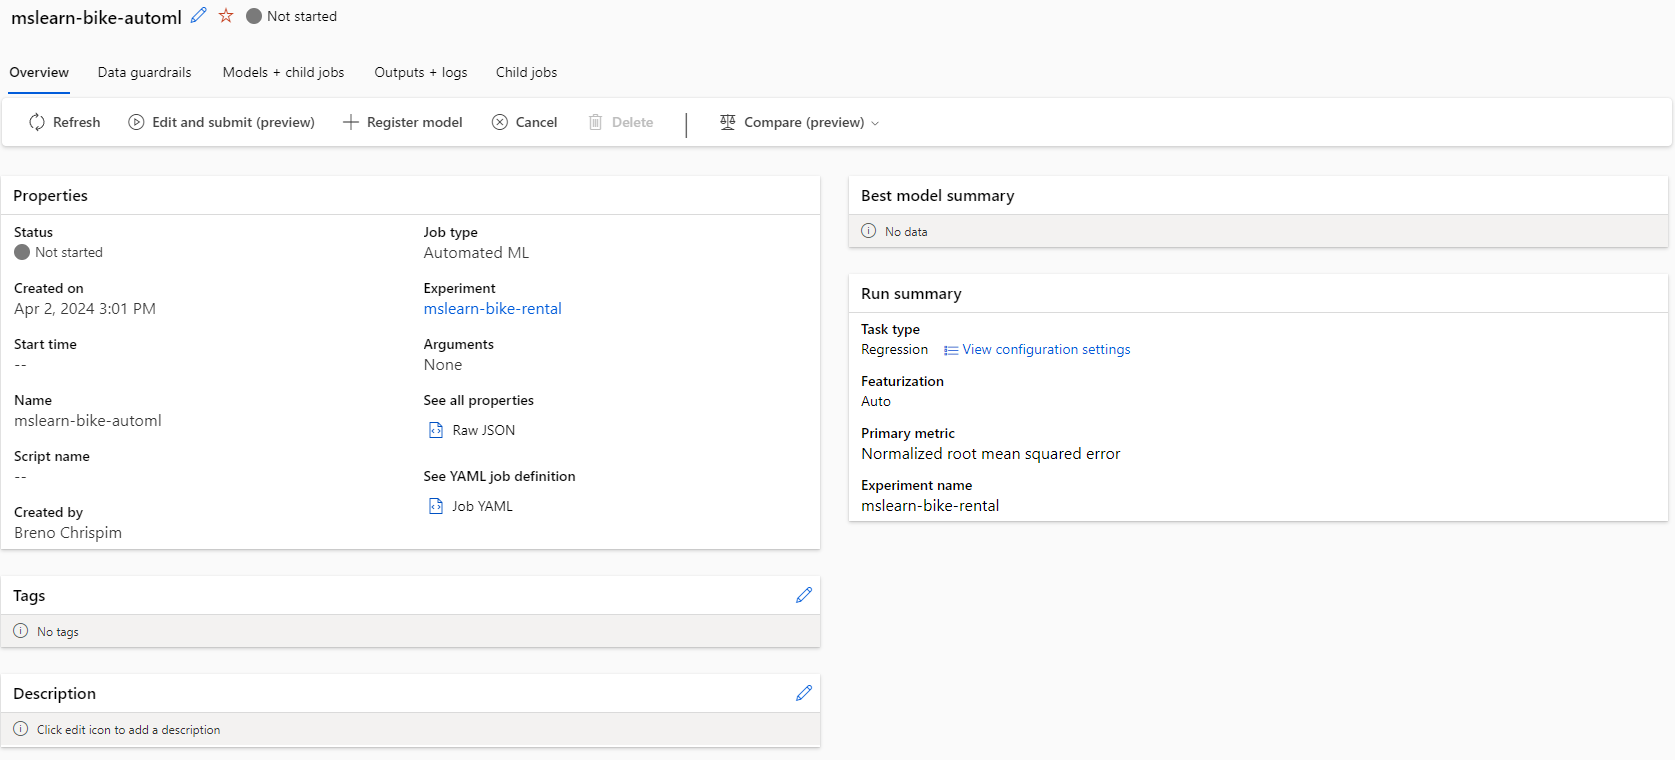 mslearn-bike-automl Not started
Overview Data guardrails Models + child jobs Outputs + logs Child jobs
Refresh Edit and submit (preview) Register model Cancel Delete Compare (preview)
Properties
Status
Not started
Created on
Apr 2, 2024 3:01 PM
Start time
--
Name
mslearn-bike-automl
Script name
--
Created by
Breno Chrispim
Job type
Automated ML
Experiment
mslearn-bike-rental
Arguments
None
See all properties
Raw JSON
See YAML job definition
Job YAML
Tags
No tags
Description
Click edit icon to add a description
Best model summary
No data
Run summary
Task type
Regression View configuration settings
Featurization
Auto
Primary metric
Normalized root mean squared error
Experiment name
mslearn-bike-rental